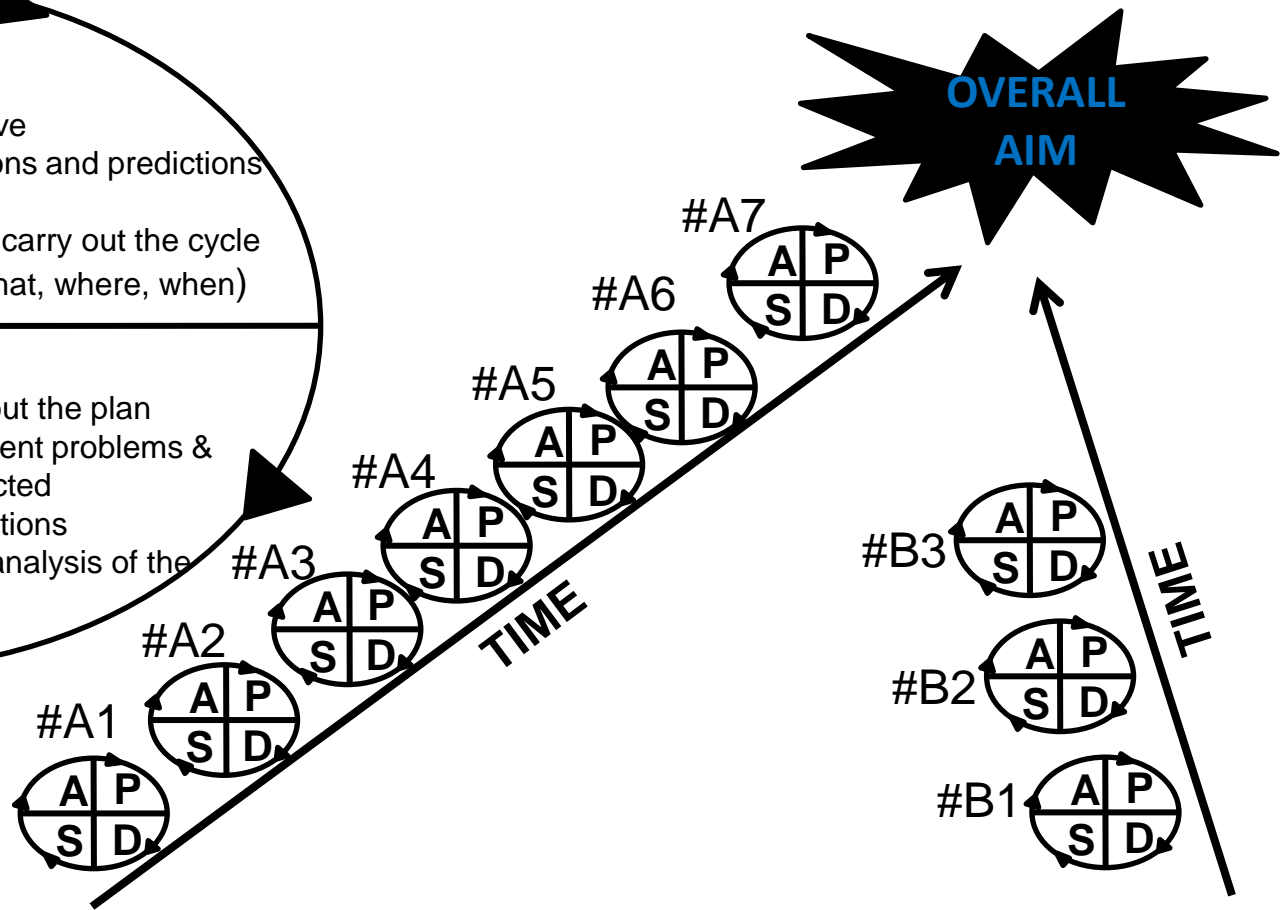 ve
ons and predictions
carry out the cycle
hat, where, when)
out the plan
ent problems &
cted
tions
analysis of the
OVERALL
AIM
#A7
A P
S D
#A6
A P
S D
#A5
A P
S D
#A4
A P
S D
#A3
A P
S D
#A2
A P
S D
#A1
A P
S D
TIME
#B3
A P
S D
#B2
A P
S D
#B1
A P
S D
TIME